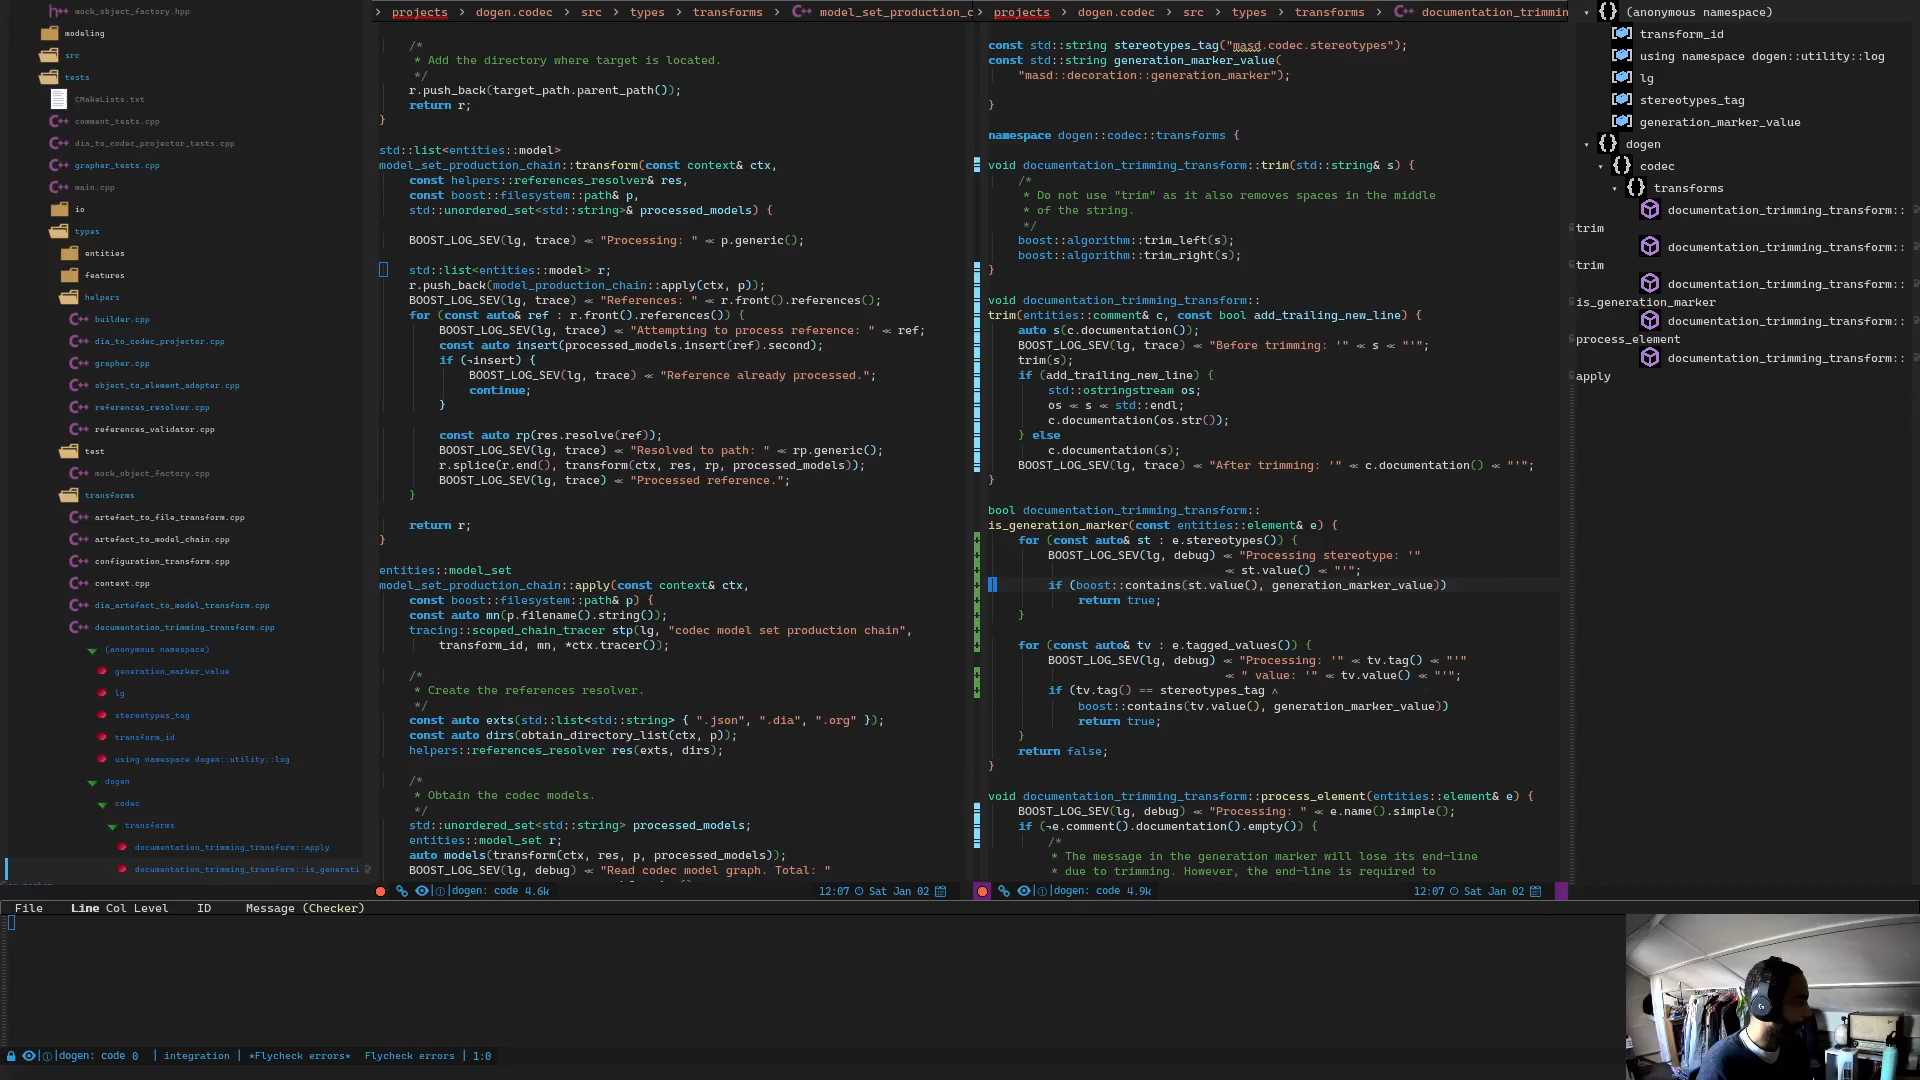 mock_object_factory.hpp
modeling
src
tests
CMakeLists.txt
comment_tests.cpp
dia_to_codec_projector_tests.cpp
grapher_tests.cpp
main.cpp
io
types
entities
features
helpers
builder.cpp
dia_to_codec_projector.cpp
grapher.cpp
object_to_element_adapter.cpp
references_resolver.cpp
references_validator.cpp
test
mock_object_factory.cpp
transforms
artefact_to_file_transform.cpp
artefact_to_model_chain.cpp
configuration_transform.cpp
context.cpp
dia_artefact_to_model_transform.cpp
documentation_trimming_transform.cpp
(anonymous namespace)
generation_marker_value
lg
stereotypes_tag
transform_id
using namespace dogen::utility::log
dogen
codec
transforms
documentation_trimming_transform::apply
documentation_trimming_transform::is_generati
> projects > dogen.codec > src > types > transforms > C++ model_set_production_c
/*
* Add the directory where target is located.
*/
r.push_back(target_path.parent_path());
return r;
}
std::list<entities::model>
model_set_production_chain::transform(const context& ctx,
const helpers::references_resolver& res,
const boost::filesystem::path& p,
std::unordered_set<std::string>& processed_models) {
BOOST_LOG_SEV(lg, trace) ≪ "Processing: " ≪ p.generic();
std::list<entities::model> r;
r.push_back(model_production_chain::apply(ctx, p));
BOOST_LOG_SEV(lg, trace) ≪ "References: " ≪ r.front().references();
for (const auto& ref : r.front().references()) {
BOOST_LOG_SEV(lg, trace) ≪ "Attempting to process reference: " ≪ ref;
const auto insert(processed_models.insert(ref).second);
if (¬insert) {
BOOST_LOG_SEV(lg, trace) ≪ "Reference already processed.";
continue;
}
const auto rp(res.resolve(ref));
BOOST_LOG_SEV(lg, trace) ≪ "Resolved to path: " ≪ rp.generic();
r.splice(r.end(), transform(ctx, res, rp, processed_models));
BOOST_LOG_SEV(lg, trace) ≪ "Processed reference.";
}
return r;
}
entities::model_set
model_set_production_chain::apply(const context& ctx,
const boost::filesystem::path& p) {
const auto mn(p.filename().string());
tracing::scoped_chain_tracer stp(lg, "codec model set production chain",
transform_id, mn, *ctx.tracer());
/*
* Create the references resolver.
*/
const auto exts(std::list<std::string> { ".json", ".dia", ".org" });
const auto dirs(obtain_directory_list(ctx, p));
helpers::references_resolver res(exts, dirs);
/*
* Obtain the codec models.
*/
std::unordered_set<std::string> processed_models;
entities::model_set r;
auto models(transform(ctx, res, p, processed_models));
BOOST_LOG_SEV(lg, debug) ≪ "Read codec model graph. Total: "
dogen: code 4.6k 12:07 Sat Jan 02
> projects > dogen.codec > src > types > transforms > C++ documentation_trimmin
const std::string stereotypes_tag("masd.codec.stereotypes");
const std::string generation_marker_value(
"masd::decoration::generation_marker");
}
namespace dogen::codec::transforms {
void documentation_trimming_transform::trim(std::string& s) {
/*
* Do not use "trim" as it also removes spaces in the middle
* of the string.
*/
boost::algorithm::trim_left(s);
boost::algorithm::trim_right(s);
}
void documentation_trimming_transform::
trim(entities::comment& c, const bool add_trailing_new_line) {
auto s(c.documentation());
BOOST_LOG_SEV(lg, trace) ≪ "Before trimming: '" ≪ s ≪ "'";
trim(s);
if (add_trailing_new_line) {
std::ostringstream os;
os ≪ s ≪ std::endl;
c.documentation(os.str());
} else
c.documentation(s);
BOOST_LOG_SEV(lg, trace) ≪ "After trimming: '" ≪ c.documentation() ≪ "'";
}
bool documentation_trimming_transform::
is_generation_marker(const entities::element& e) {
for (const auto& st : e.stereotypes()) {
BOOST_LOG_SEV(lg, debug) ≪ "Processing stereotype: '"
≪ st.value() ≪ "'";
if (boost::contains(st.value(), generation_marker_value))
return true;
}
for (const auto& tv : e.tagged_values()) {
BOOST_LOG_SEV(lg, debug) ≪ "Processing: '" ≪ tv.tag() ≪ "'"
≪ " value: '" ≪ tv.value() ≪ "'";
if (tv.tag() == stereotypes_tag ∧
boost::contains(tv.value(), generation_marker_value))
return true;
}
return false;
}
void documentation_trimming_transform::process_element(entities::element& e) {
BOOST_LOG_SEV(lg, debug) ≪ "Processing: " ≪ e.name().simple();
if (¬e.comment().documentation().empty()) {
/*
* The message in the generation marker will lose its end-line
* due to trimming. However, the end-line is required to
dogen: code 4.9k 12:07 Sat Jan 02
{} (anonymous namespace)
transform_id
using namespace dogen::utility::log
lg
stereotypes_tag
generation_marker_value
{} dogen
{} codec
{} transforms
documentation_trimming_transform::
trim
documentation_trimming_transform::
trim
documentation_trimming_transform::
is_generation_marker
documentation_trimming_transform::
process_element
documentation_trimming_transform::
apply
File Line Col Level ID Message (Checker)
dogen: code 0 | integration | *Flycheck errors* Flycheck errors | 1:0